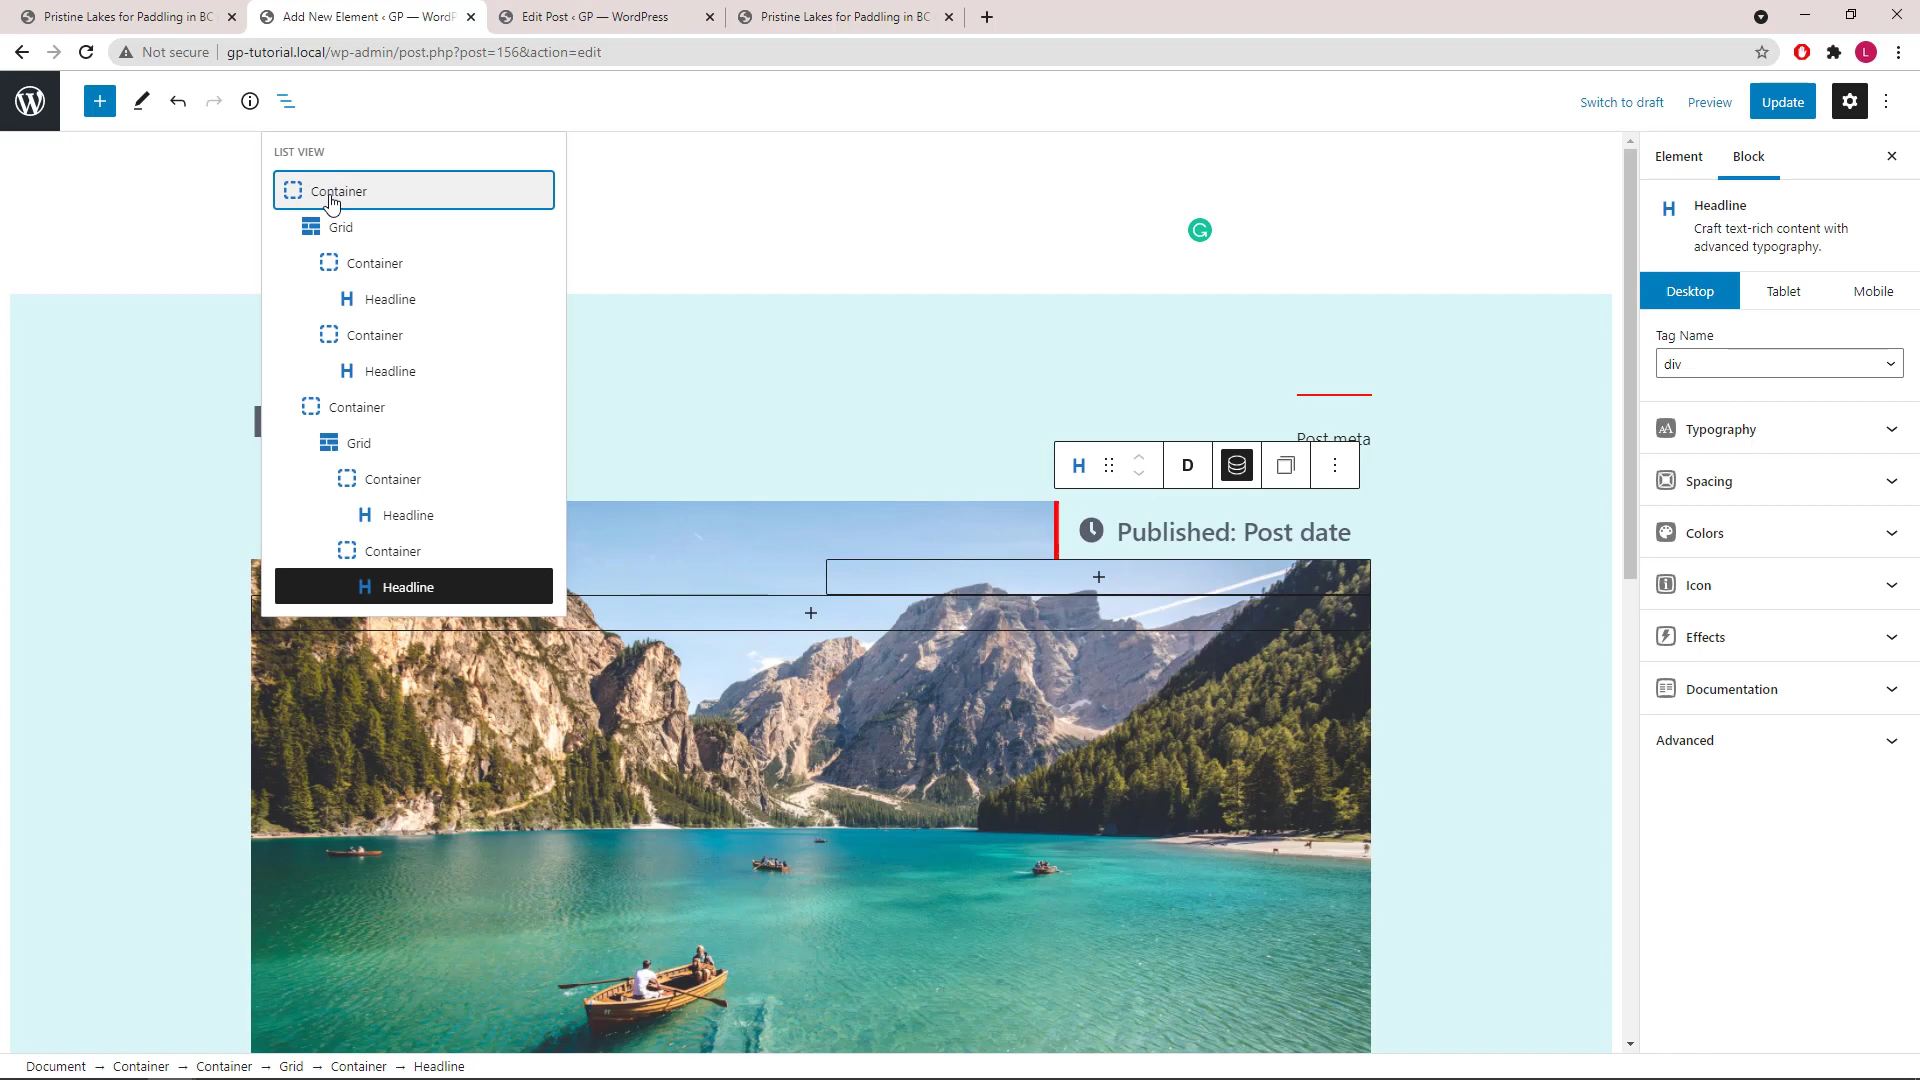 Pristine Lakes for Paddling in BC
Add New Element ‹ GP — WordP
Edit Post ‹ GP — WordPress
Pristine Lakes for Paddling in BC
Not secure
gp-tutorial.local/wp-admin/post.php?post=156&action=edit
L
Switch to draft
Preview
Update
LIST VIEW
Container
Grid
Container
Headline
Container
Headline
Container
Grid
Container
Headline
Container
Headline
Post meta
H
D
Published: Post date
Element
Block
Headline
Craft text-rich content with
advanced typography.
Desktop
Tablet
Mobile
Tag Name
div
Typography
Spacing
Colors
Icon
Effects
Documentation
Advanced
Document → Container → Container → Grid → Container → Headline